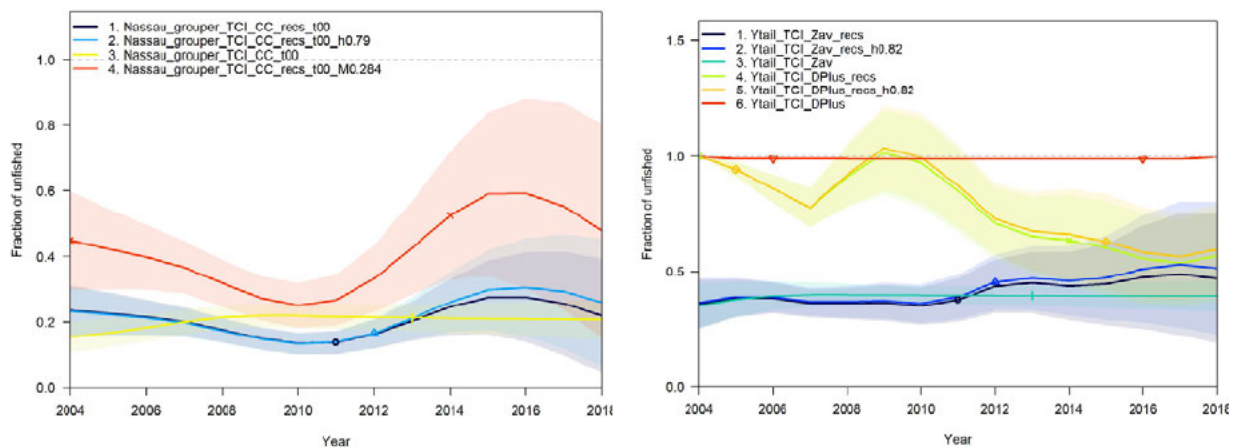 1. Nassau_grouper_TCI_CC_recs_t00
2. Nassau_grouper_TCI_CC_recs_t00_h0.79
3. Nassau_grouper_TCI_CC_t00
4. Nassau_grouper_TCI_CC_recs_t00_M0.284
1.0
0.8
0.6
0.4
0.2
0.0
Fraction of unfished
2004 2006 2008 2010 2012 2014 2016 2018
Year
1. Ytail_TCI_Zav_recs
2. Ytail_TCI_Zav_recs_h0.82
3. Ytail_TCI_Zav
4. Ytail_TCI_DPlus_recs
5. Ytail_TCI_DPlus_recs_h0.82
6. Ytail_TCI_DPlus
1.5
1.0
0.5
0.0
Fraction of unfished
2004 2006 2008 2010 2012 2014 2016 2018
Year